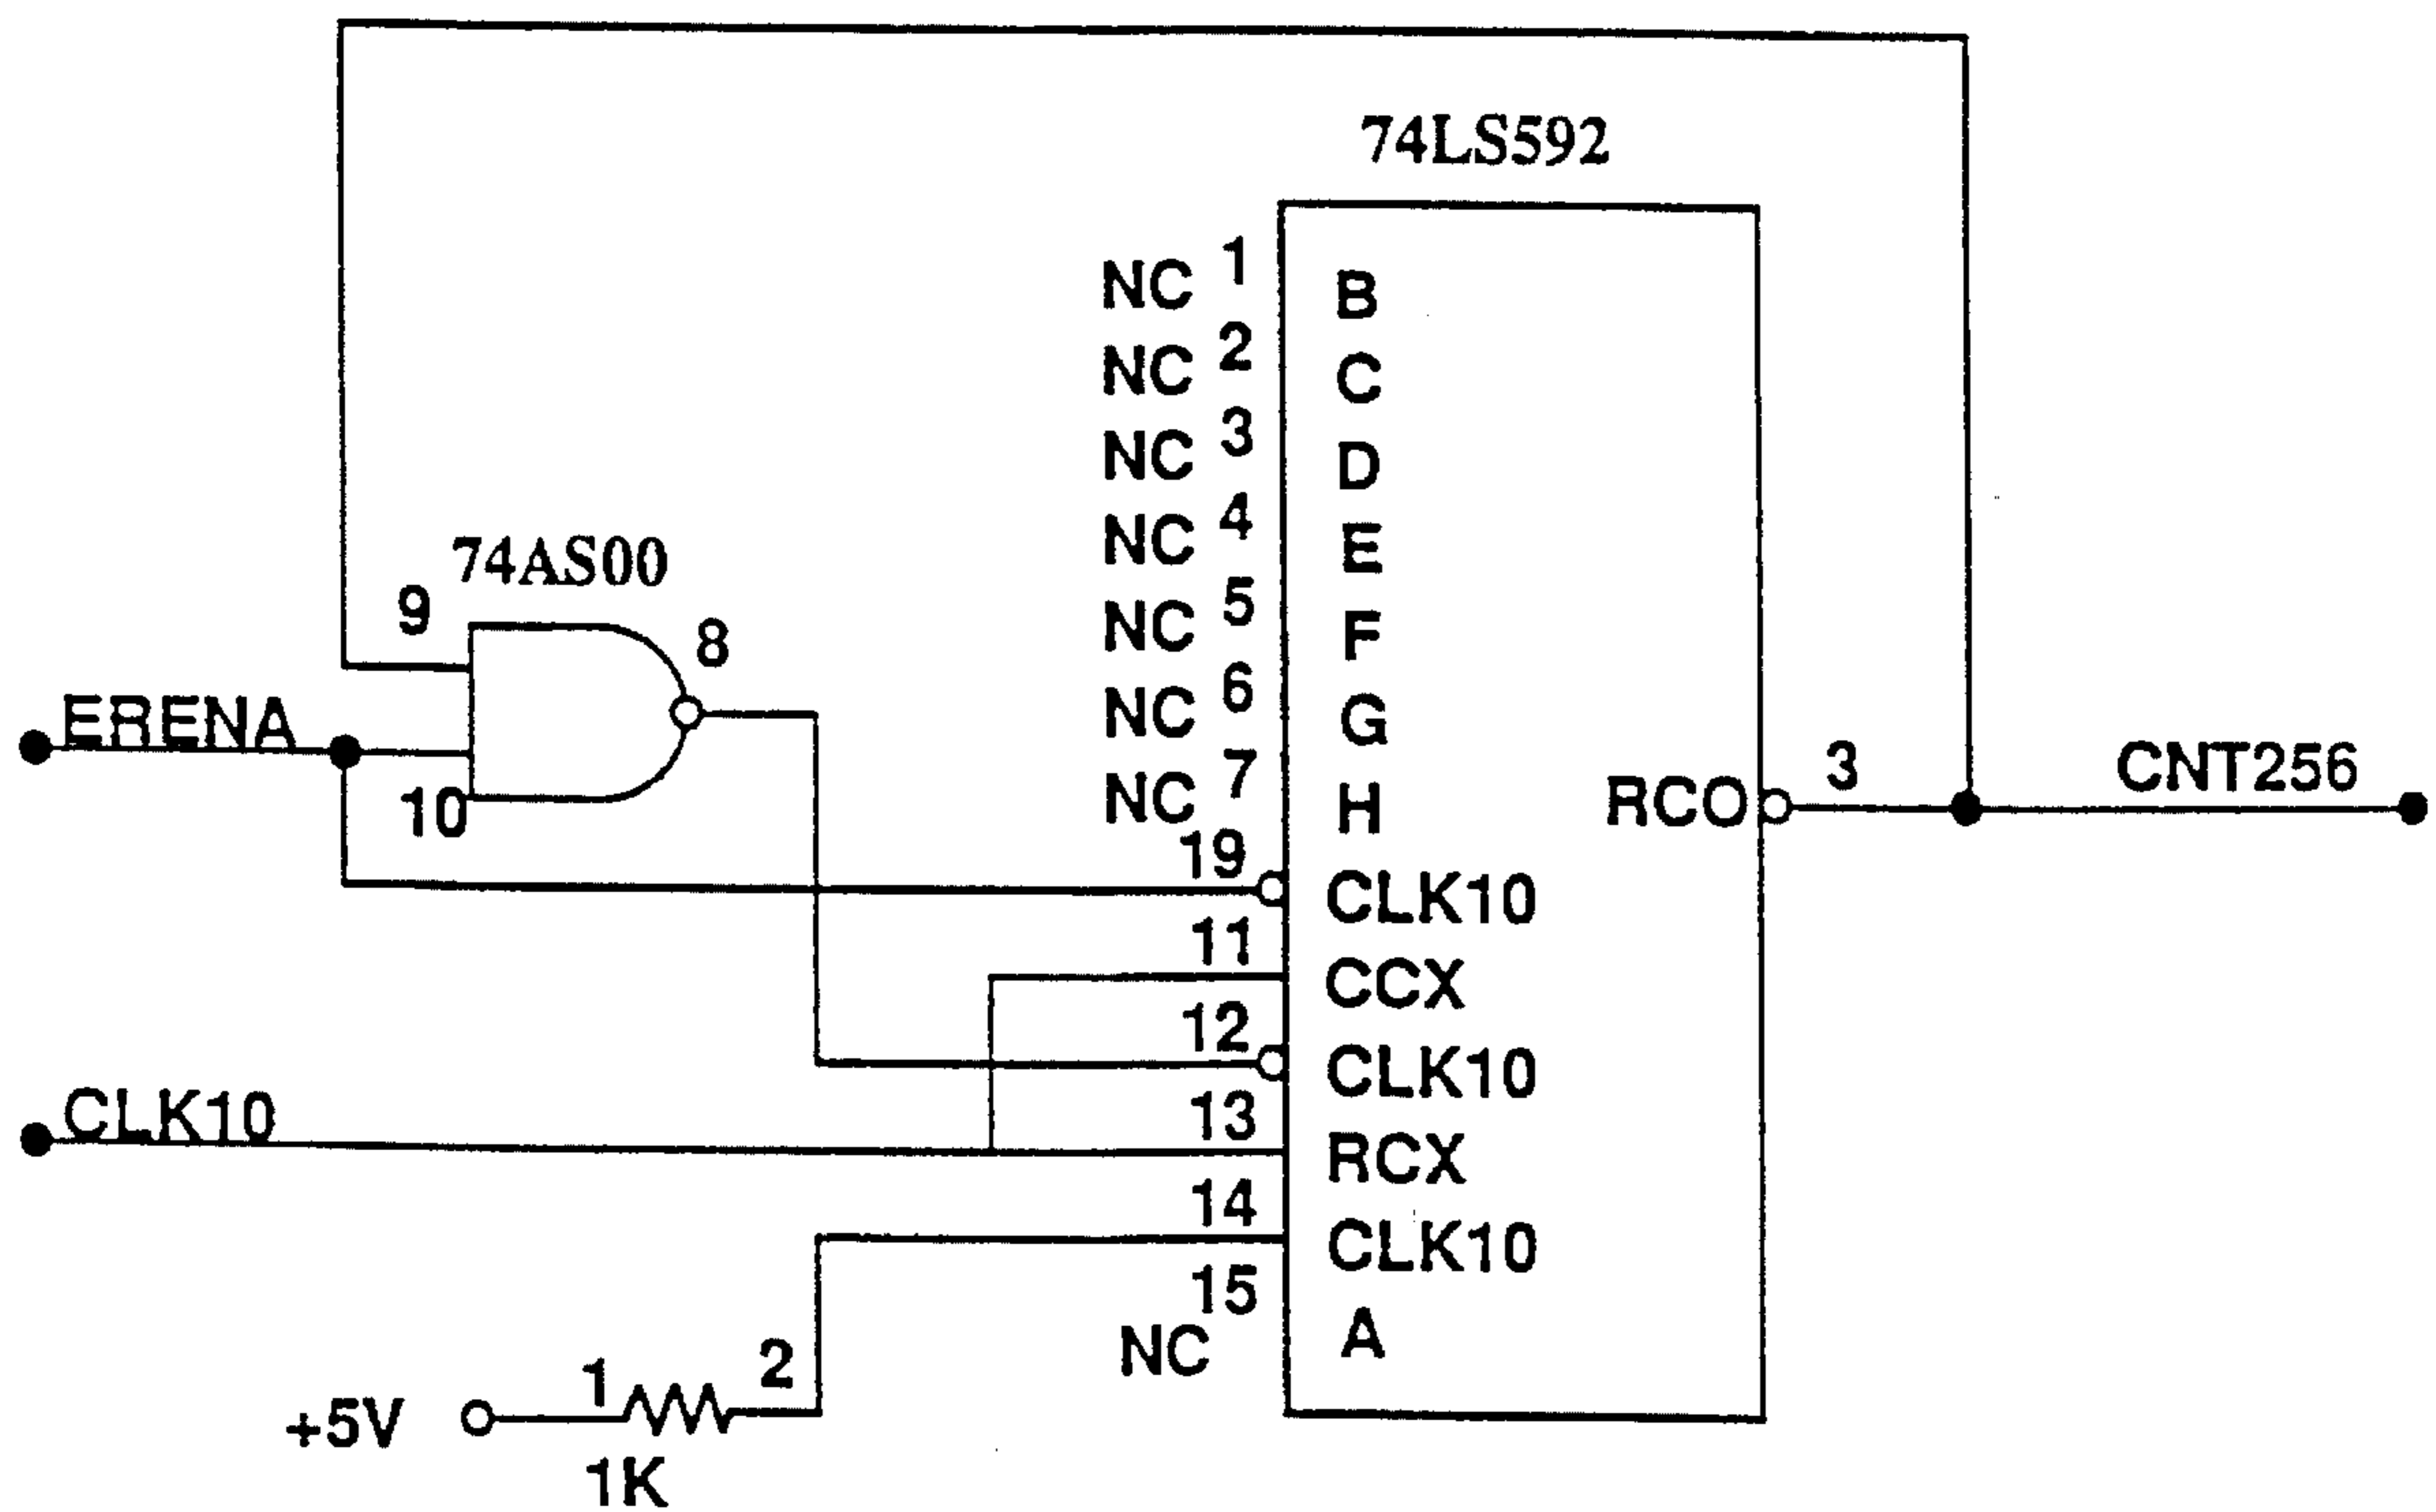 74LS592
NC 1 B
NC 2 C
NC 3 D
NC 4 E
NC 5 F
NC 6 G
NC 7 H
74AS00
9
8
10
ERENA
19 CLK10
11 CCX
12 CLK10
13 RCX
14 CLK10
15
NC A
RCO 3 CNT256
CLK10
+5V 1 2
1K